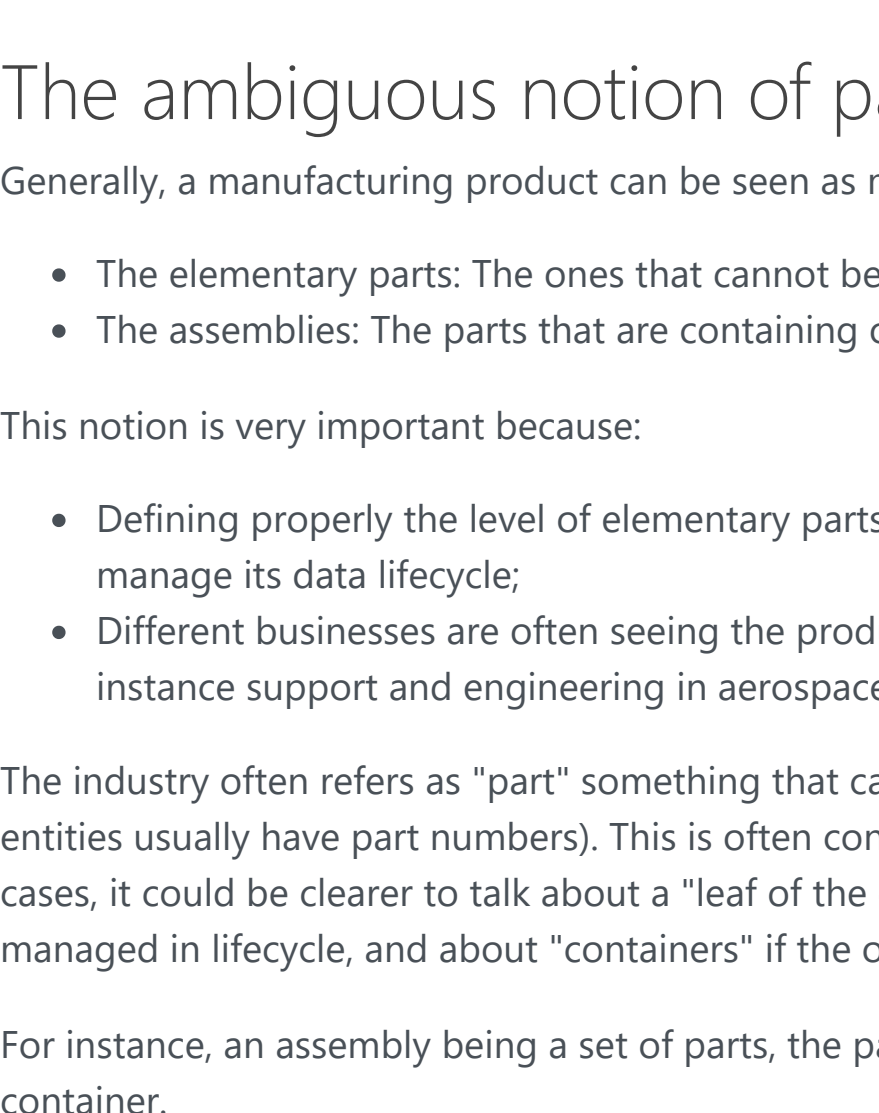 The ambiguous notion of
Generally, a manufacturing product can be seen as
• The elementary parts: The ones that cannot be
• The assemblies: The parts that are containing
This notion is very important because:
• Defining properly the level of elementary parts
manage its data lifecycle;
• Different businesses are often seeing the
instance support and engineering in aerospace
The industry often refers as "part" something that
entities usually have part numbers). This is often
cases, it could be clearer to talk about a "leaf of the
managed in lifecycle, and about "containers" if the
For instance, an assembly being a set of parts, the
container.